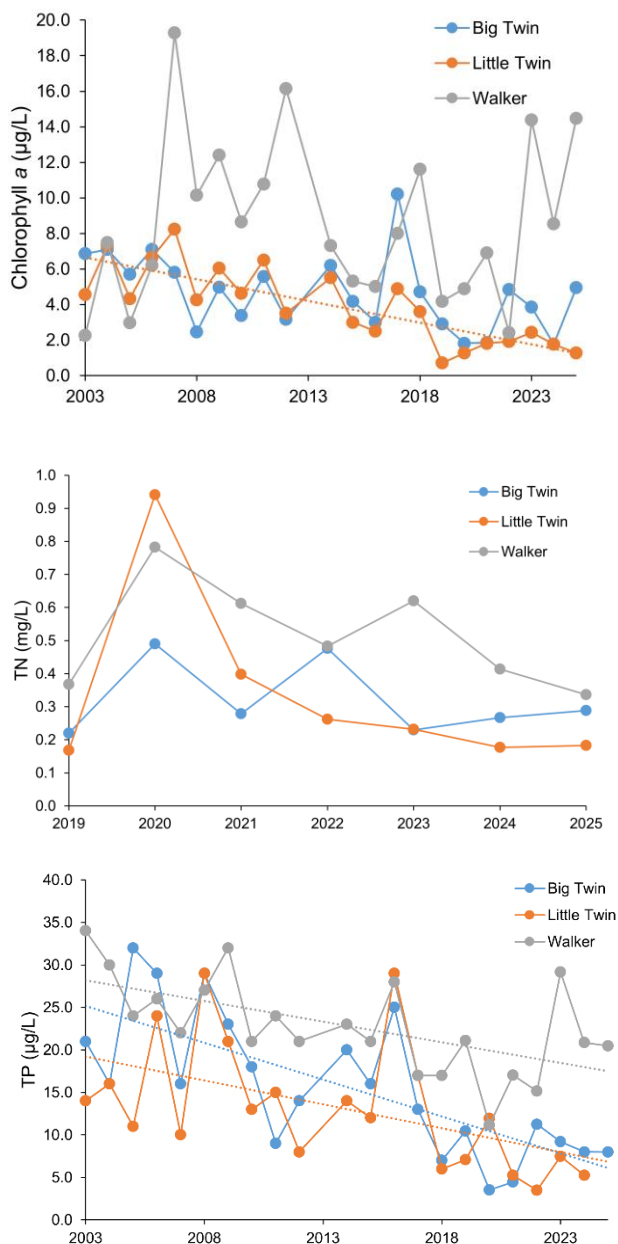 20.0
18.0
16.0
14.0
12.0
10.0
8.0
6.0
4.0
2.0
0.0
Chlorophyll a (µg/L)
Big Twin
Little Twin
Walker
2003 2008 2013 2018 2023
1.0
0.9
0.8
0.7
0.6
0.5
0.4
0.3
0.2
0.1
0.0
TN (mg/L)
Big Twin
Little Twin
Walker
2019 2020 2021 2022 2023 2024 2025
40.0
35.0
30.0
25.0
20.0
15.0
10.0
5.0
0.0
TP (µg/L)
Big Twin
Little Twin
Walker
2003 2008 2013 2018 2023